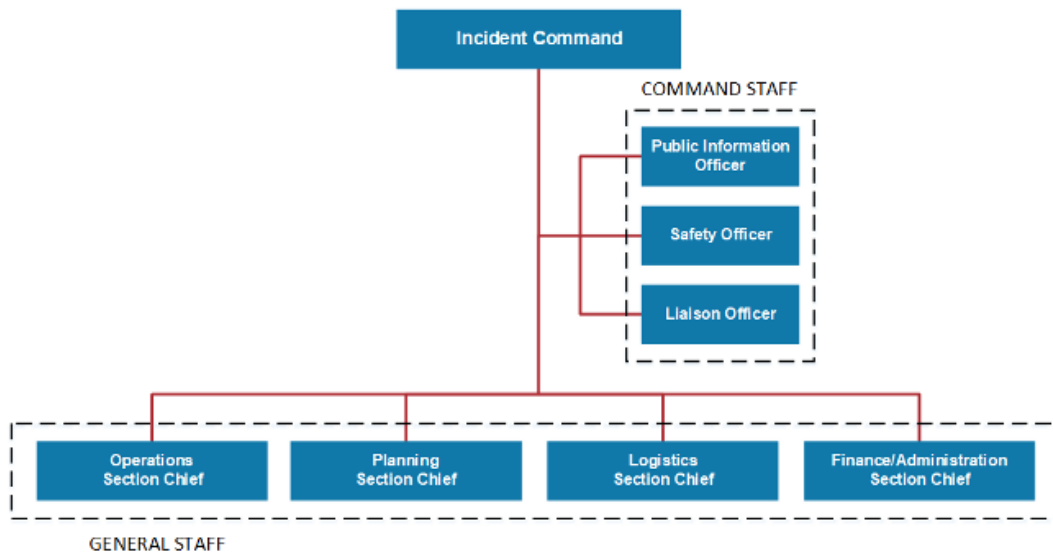 Incident Command
COMMAND STAFF
Public Information
Officer
Safety Officer
Liaison Officer
Operations
Section Chief
Planning
Section Chief
Logistics
Section Chief
Finance/Administration
Section Chief
GENERAL STAFF